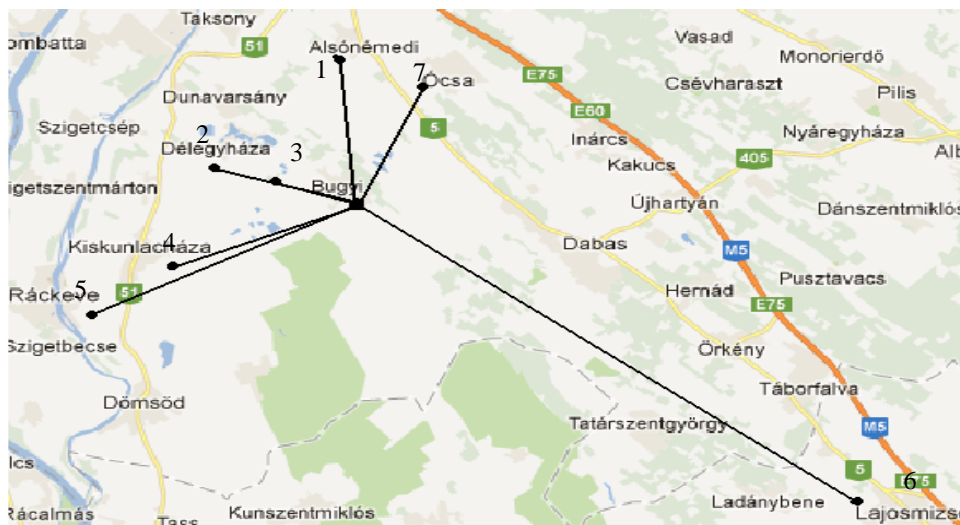 Taksony
ombatta
51
Alsónémedi
Vasad
Monorierdő
1
7
Ócsa
E75
Csévharaszt
Pilis
Dunavarsány
E60
Szigetcsép
2
5
Inárcs
Nyáregyháza
Délegyháza
3
Kakucs
405
Alb
igetszentmárton
Bugyi
Újhartyán
Dánszentmiklós
4
Kiskunlacháza
Dabas
M5
5
Ráckeve
51
Hernád
Pusztavacs
E75
Szigetbecse
Örkény
Dömsöd
Táborfalva
Tatárszentgyörgy
M5
lcs
5
6
E75
Rácalmás
Tass
Kunszentmiklós
Ladánybene
Lajosmizse